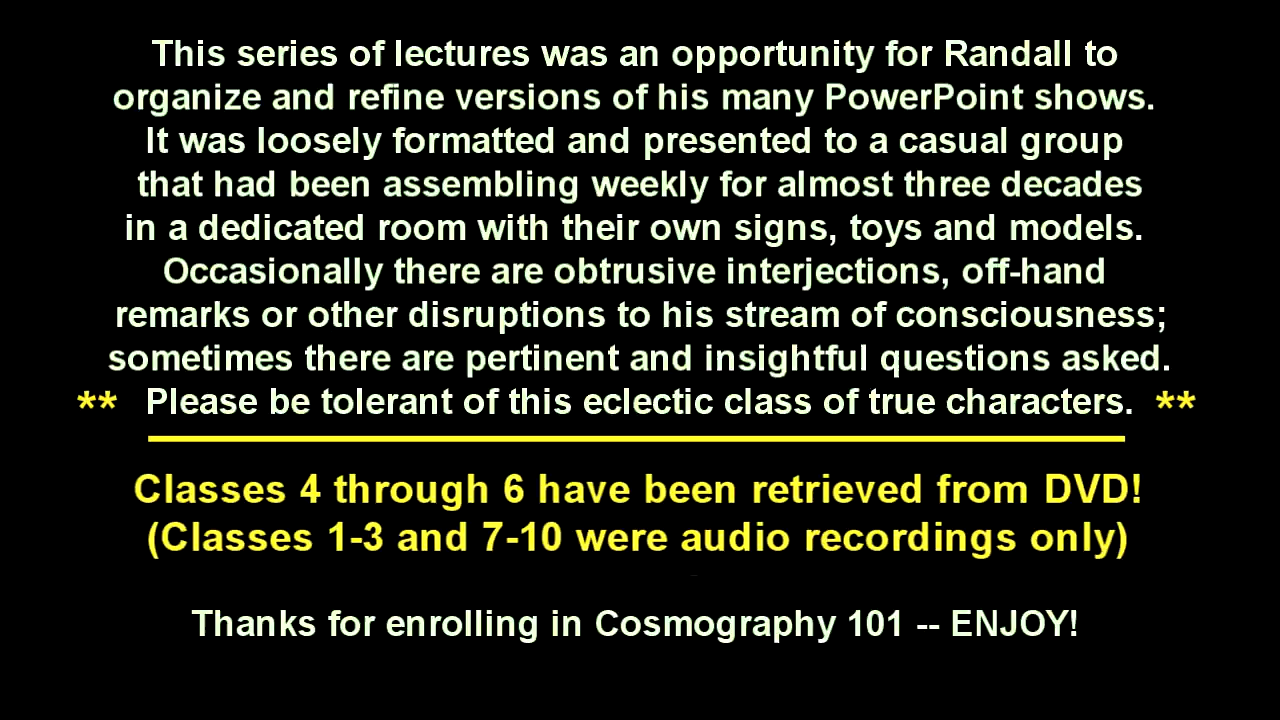 This series of lectures was an opportunity for Randall to
organize and refine versions of his many PowerPoint shows.
It was loosely formatted and presented to a casual group
that had been assembling weekly for almost three decades
in a dedicated room with their own signs, toys and models.
Occasionally there are obtrusive interjections, off-hand
remarks or other disruptions to his stream of consciousness;
sometimes there are pertinent and insightful questions asked.
** Please be tolerant of this eclectic class of true characters. **
Classes 4 through 6 have been retrieved from DVD!
(Classes 1-3 and 7-10 were audio recordings only)
Thanks for enrolling in Cosmography 101 -- ENJOY!